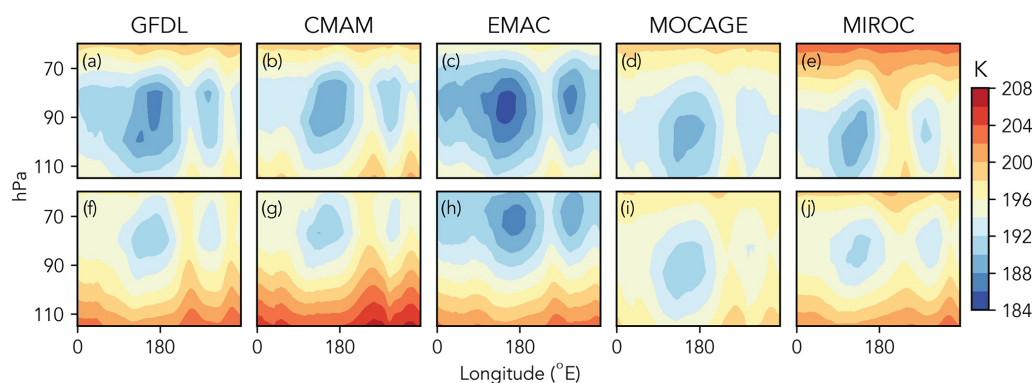 GFDL CMAM EMAC MOCAGE MIROC
(a) (b) (c) (d) (e) K
70 208
90 204
110 200
hPa 196
(f) (g) (h) (i) (j)
70 192
90 188
110 184
0 180 0 180 0 180 0 180 0 180
Longitude (°E)